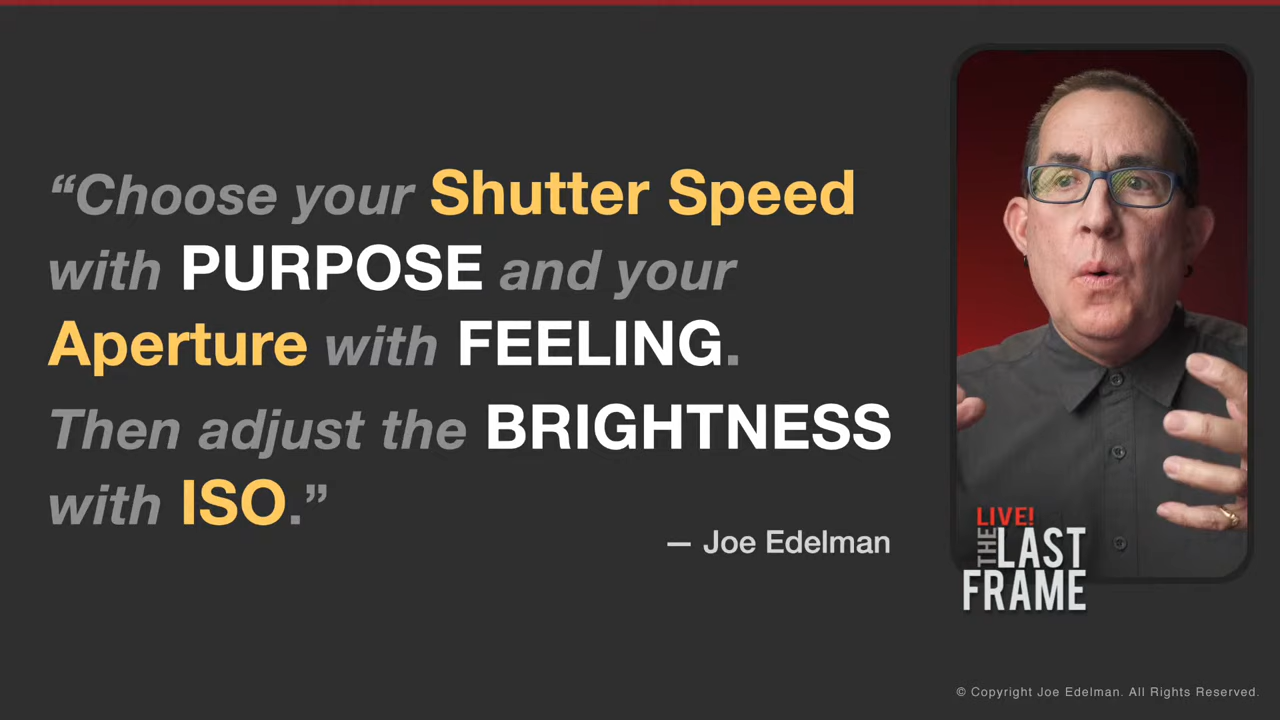 “Choose your Shutter Speed
with PURPOSE and your
Aperture with FEELING.
Then adjust the BRIGHTNESS
with ISO.”
— Joe Edelman
LIVE!
THE LAST
FRAME
© Copyright Joe Edelman. All Rights Reserved.